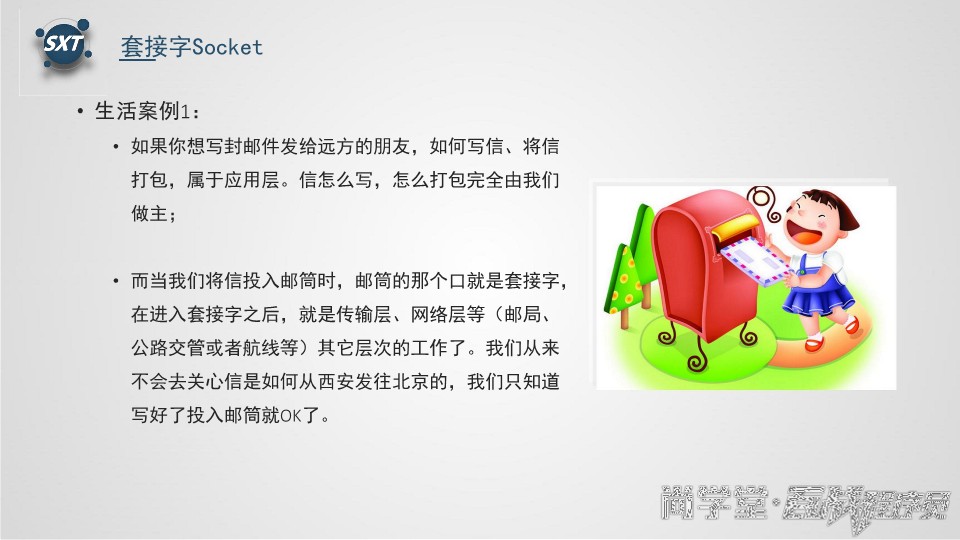 SXT
套接字Socket
• 生活案例1：
• 如果你想写封邮件发给远方的朋友，如何写信、将信
打包，属于应用层。信怎么写，怎么打包完全由我们
做主；
• 而当我们将信投入邮筒时，邮筒的那个口就是套接字，
在进入套接字之后，就是传输层、网络层等（邮局、
公路交管或者航线等）其它层次的工作了。我们从来
不会去关心信是如何从西安发往北京的，我们只知道
写好了投入邮筒就OK了。
尚学堂·百战程序员